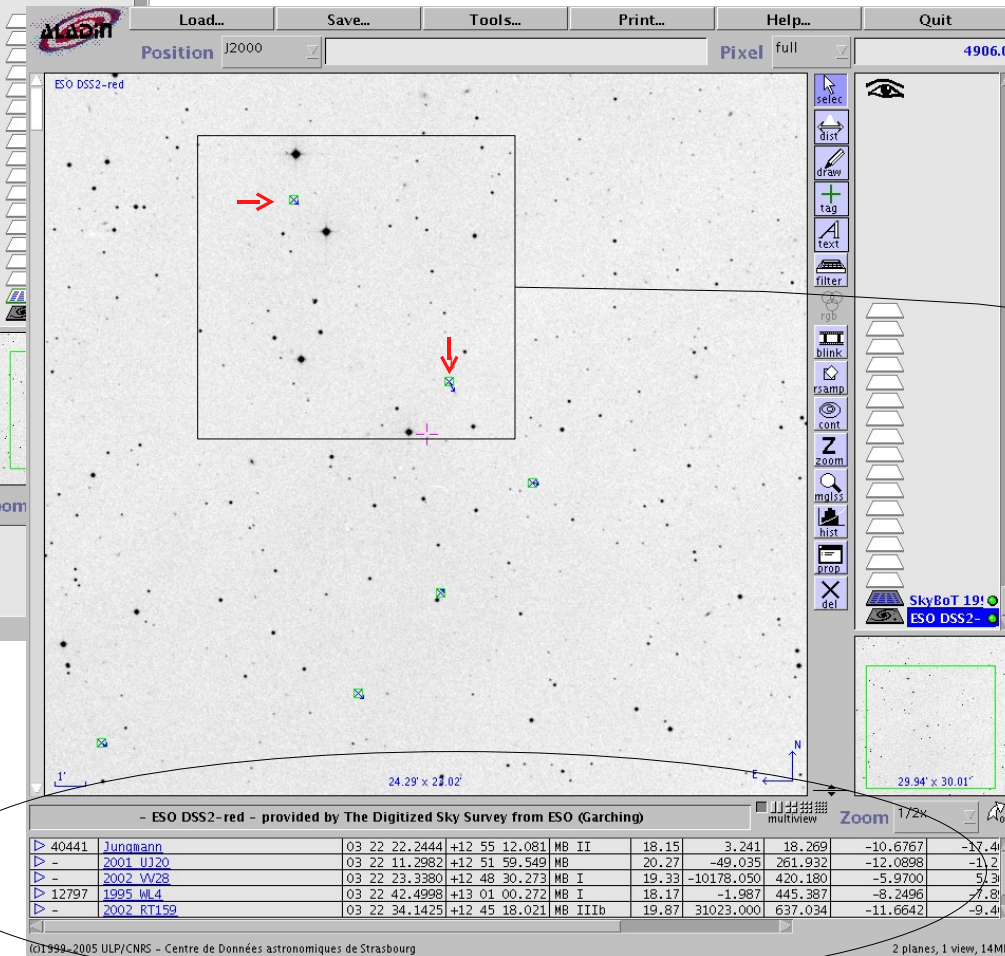 ALADIN
Load... Save... Tools... Print... Help... Quit
Position J2000 Pixel full 4906.0
ESO DSS2-red
selec
dist
draw
tag
text
filter
rgb
blink
rsamp
cont
Z
zoom
mglss
hist
prop
del
SkyBoT 19
ESO DSS2-
N
E
1'
24.29' x 23.02'
29.94' x 30.01'
- ESO DSS2-red - provided by The Digitized Sky Survey from ESO (Garching)
multiview Zoom 1/2x
40441 Jungmann 03 22 22.2444 +12 55 12.081 MB II 18.15 3.241 18.269 -10.6767 -17.4
- 2001 UJ20 03 22 11.2982 +12 51 59.549 MB 20.27 -49.035 261.932 -12.0898
- 2002 VV28 03 22 23.3380 +12 48 30.273 MB I 19.33 -10178.050 420.180 -5.9700
12797 1995 WL4 03 22 42.4998 +13 01 00.272 MB I 18.17 -1.987 445.387 -8.2496
- 2002 RT159 03 22 34.1425 +12 45 18.021 MB IIIb 19.87 31023.000 637.034 -11.6642 -9.4
(c)1999-2005 ULP/CNRS - Centre de Données astronomiques de Strasbourg 2 planes, 1 view, 14M